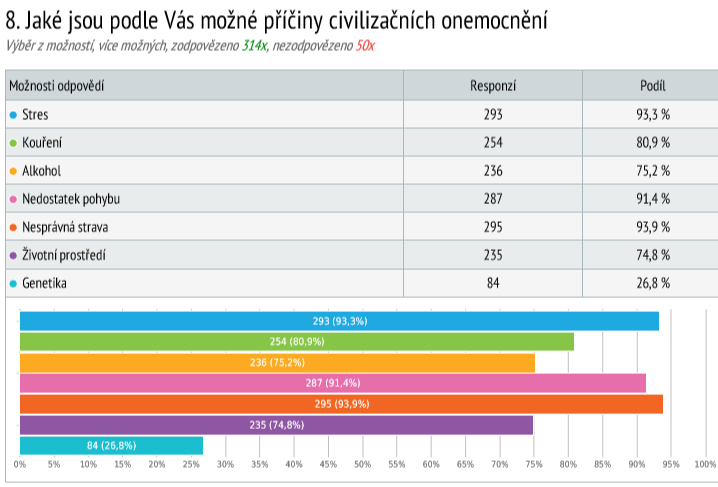 8. Jaké jsou podle Vás možné příčiny civilizačních onemocnění
Výběr z možností, více možných, zodpovězeno 314x, nezodpovězeno 50x
Možnosti odpovědí Responzí Podíl
Stres 293 93,3 %
Kouření 254 80,9 %
Alkohol 236 75,2 %
Nedostatek pohybu 287 91,4 %
Nesprávná strava 295 93,9 %
Životní prostředí 235 74,8 %
Genetika 84 26,8 %
293 (93,3%)
254 (80,9%)
236 (75,2%)
287 (91,4%)
295 (93,9%)
235 (74,8%)
84 (26,8%)
0% 5% 10% 15% 20% 25% 30% 35% 40% 45% 50% 55% 60% 65% 70% 75% 80% 85% 90% 95% 100%